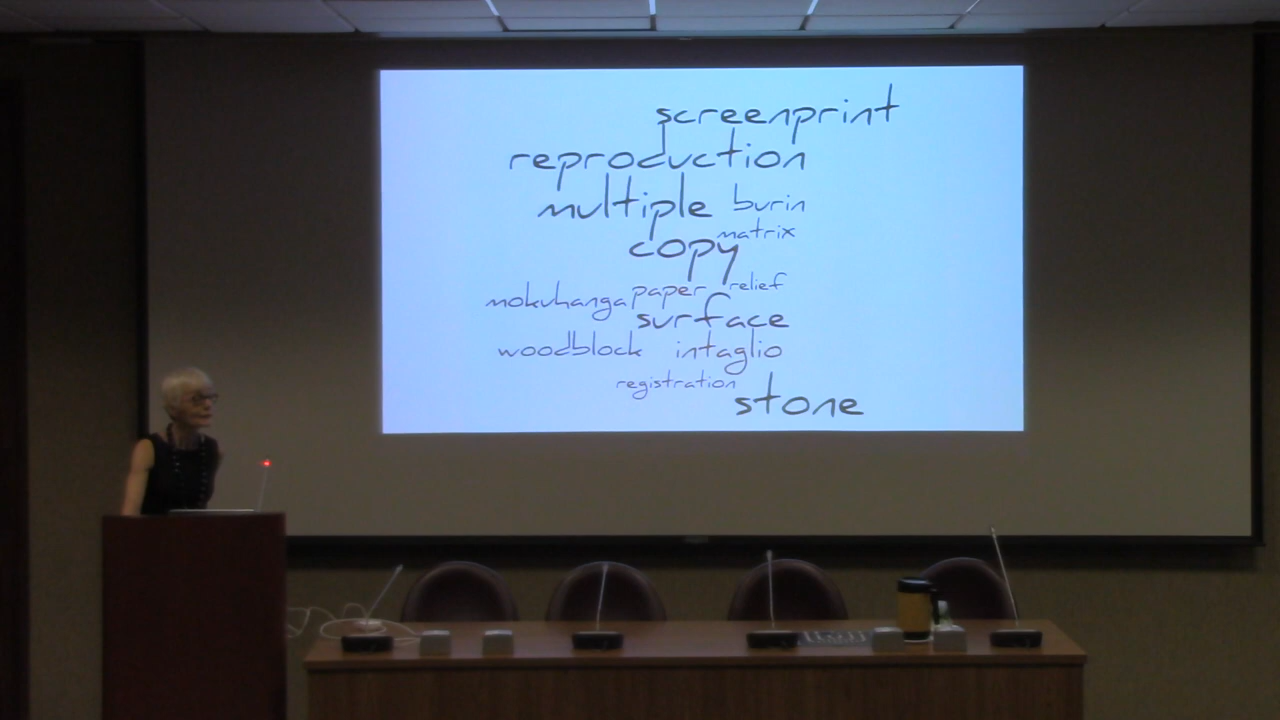 screenprint
reproduction
multiple burin
matrix
copy
relief
mokuhanga paper
surface
woodblock intaglio
registration
stone